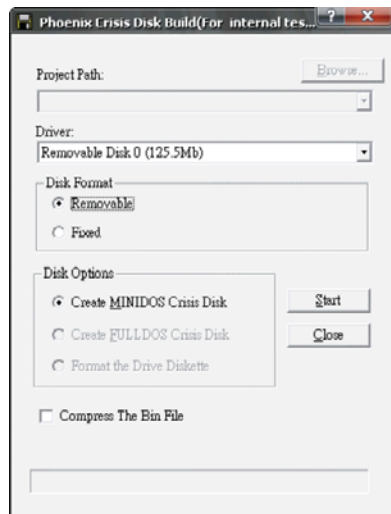 Phoenix Crisis Disk Build(For internal tes...
Project Path:
Browse...
Driver:
Removable Disk 0 (125.5Mb)
Disk Format
Removable
Fixed
Disk Options
Create MINIDOS Crisis Disk
Start
Create FULLDOS Crisis Disk
Close
Format the Drive Diskette
Compress The Bin File